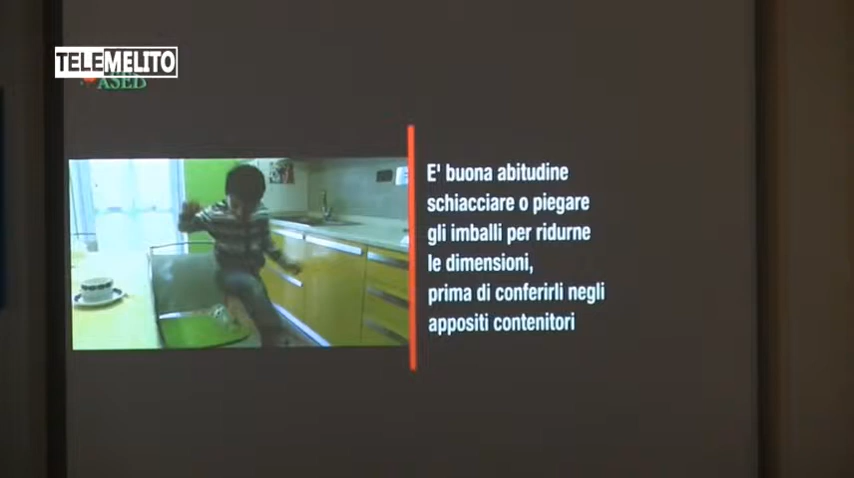 TELEMELITO
ASED
E' buona abitudine
schiacciare o piegare
gli imballi per ridurne
le dimensioni,
prima di conferirli negli
appositi contenitori